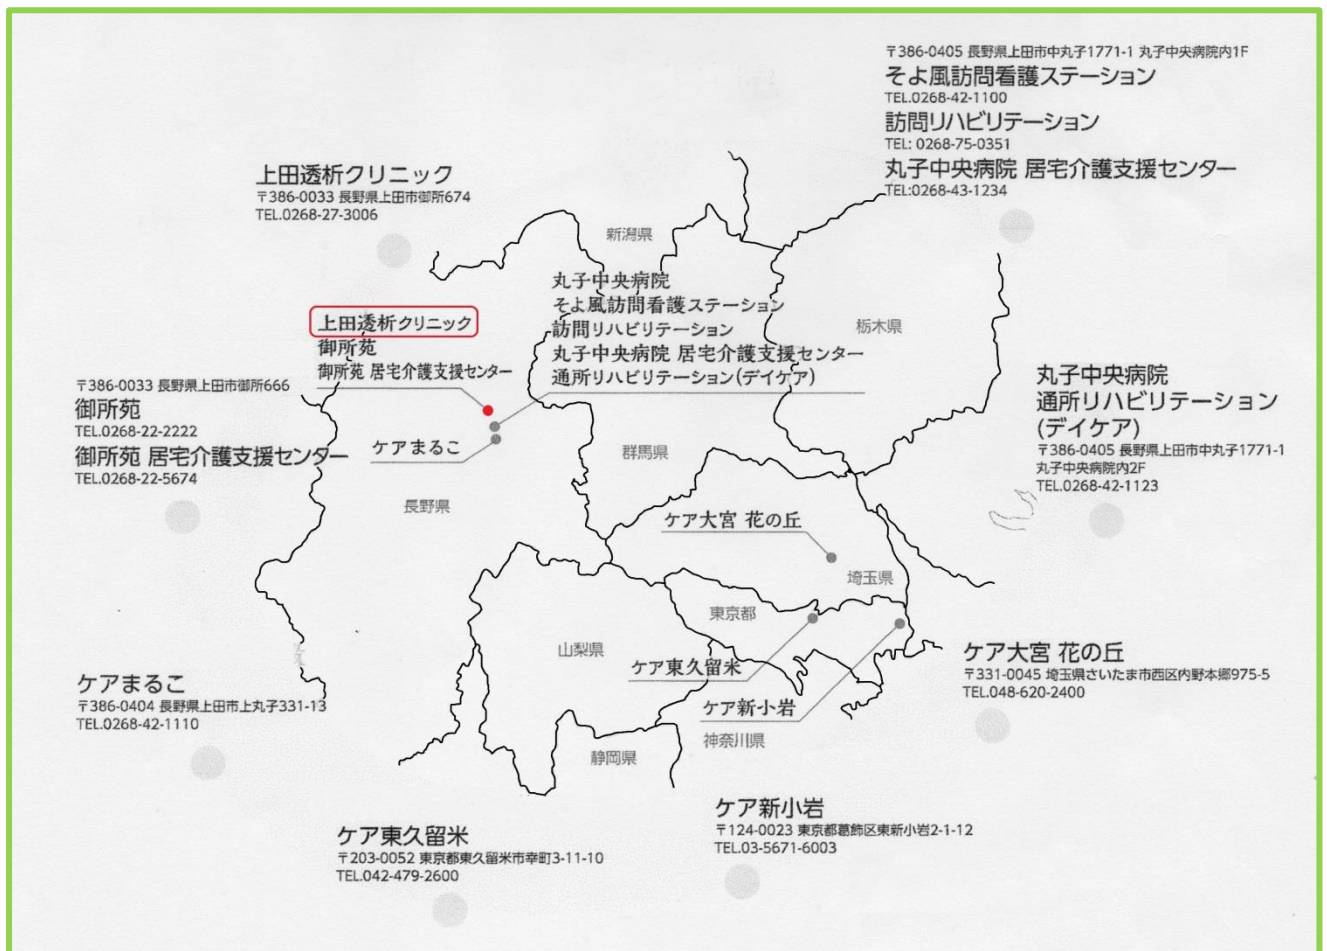 〒386-0405 長野県上田市中丸子1771-1 丸子中央病院内1F
そよ風訪問看護ステーション
TEL.0268-42-1100
訪問リハビリテーション
TEL: 0268-75-0351
丸子中央病院 居宅介護支援センター
TEL:0268-43-1234
上田透析クリニック
〒386-0033 長野県上田市御所674
TEL.0268-27-3006
新潟県
丸子中央病院
そよ風訪問看護ステーション
訪問リハビリテーション
丸子中央病院 居宅介護支援センター
通所リハビリテーション(デイケア)
上田透析クリニック
御所苑
御所苑 居宅介護支援センター
栃木県
〒386-0033 長野県上田市御所666
御所苑
TEL.0268-22-2222
御所苑 居宅介護支援センター
TEL.0268-22-5674
丸子中央病院
通所リハビリテーション
(デイケア)
〒386-0405 長野県上田市中丸子1771-1
丸子中央病院内2F
TEL.0268-42-1123
ケアまるこ
群馬県
長野県
ケア大宮 花の丘
埼玉県
東京都
山梨県
ケア東久留米
ケア新小岩
神奈川県
静岡県
ケア大宮 花の丘
〒331-0045 埼玉県さいたま市西区内野本郷975-5
TEL.048-620-2400
ケアまるこ
〒386-0404 長野県上田市上丸子331-13
TEL.0268-42-1110
ケア新小岩
〒124-0023 東京都葛飾区東新小岩2-1-12
TEL.03-5671-6003
ケア東久留米
〒203-0052 東京都東久留米市幸町3-11-10
TEL.042-479-2600